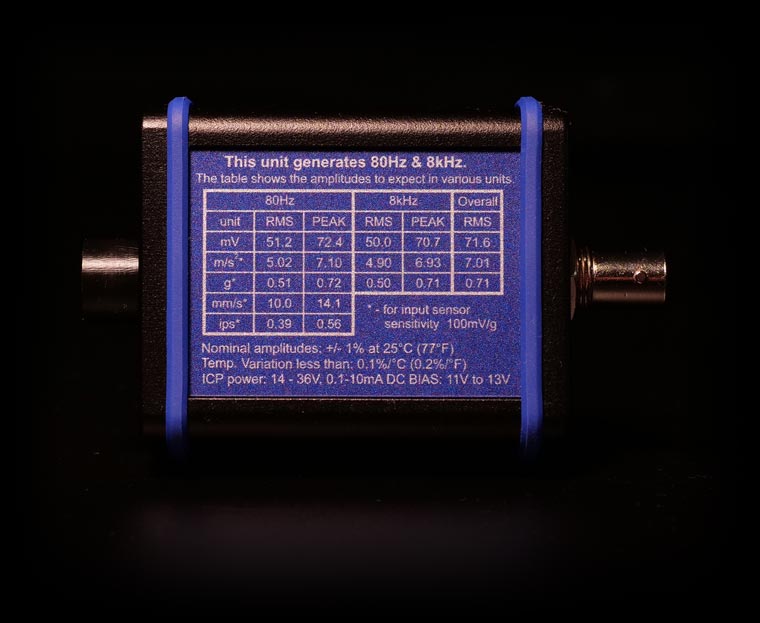 This unit generates 80Hz & 8kHz.
The table shows the amplitudes to expect in various units.
80Hz 8kHz Overall
unit RMS PEAK RMS PEAK RMS
mV 51.2 72.4 50.0 70.7 71.6
m/s²* 5.02 7.10 4.90 6.93 7.01
g* 0.51 0.72 0.50 0.71 0.71
mm/s* 10.0 14.1
ips* 0.39 0.56
* - for input sensor
sensitivity 100mV/g
Nominal amplitudes: +/- 1% at 25°C (77°F)
Temp. Variation less than: 0.1%/°C (0.2%/°F)
ICP power: 14 - 36V, 0.1-10mA DC BIAS: 11V to 13V